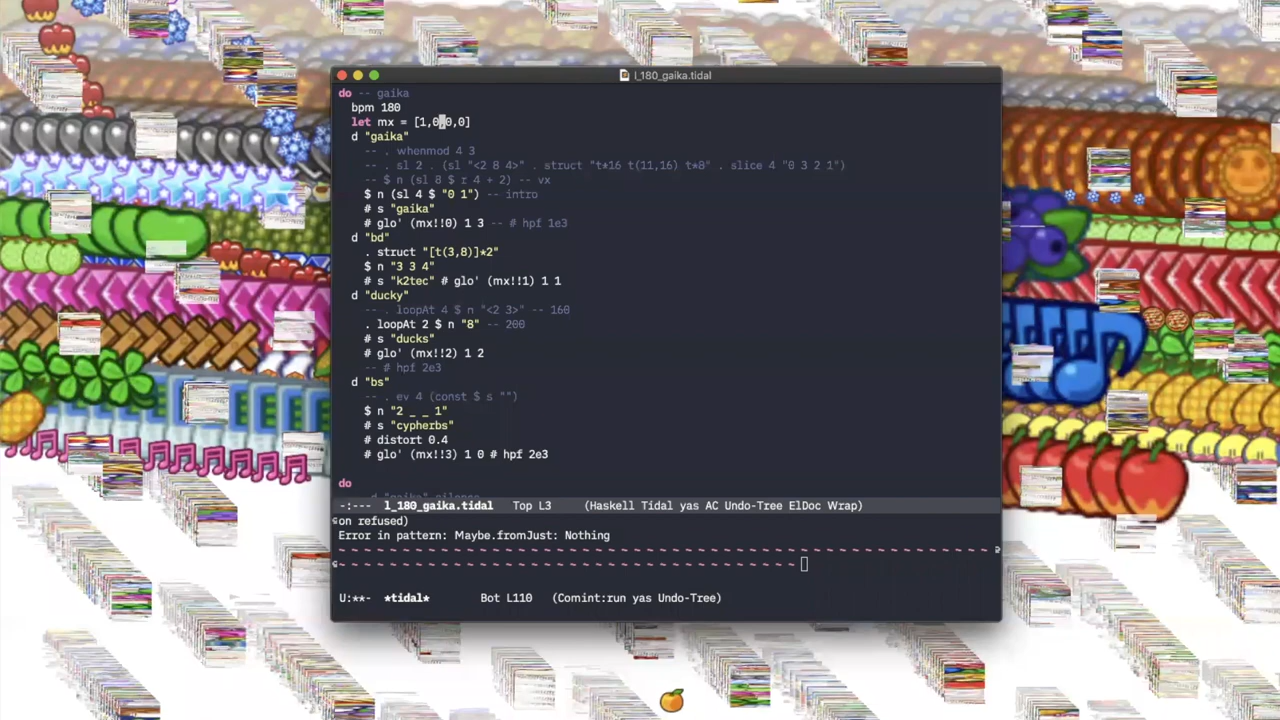 l_180_gaika.tidal
do -- gaika
bpm 180
let mx = [1,0,0,0]
d "gaika"
-- . whenmod 4 3
-- (sl "<2 8 4>" . struct "t*16 t(11,16) t*8" . slice 4 "0 3 2 1")
-- $ n (sl 8 $ r 4 + 2) -- vx
$ n (sl 4 $ "0 1") -- intro
# s "gaika"
# glo' (mx!!0) 1 3 -- # hpf 1e3
d "bd"
. struct "[t(3,8)]*2"
$ n "3 3
# s "k2 # glo' (mx!!1) 1 1
d "ducky"
-- . loopAt 4 $ n "<2 3>" -- 160
. loopAt 2 $ n "8" -- 200
# s "ducks"
# glo' (mx!!2) 1 2
-- # hpf 2e3
d "bs"
-- . ev 4 (const $ s "")
$ n "2 . . 1"
# s "cyphrbs"
# distort 0.4
# glo' (mx!!3) 1 0 # hpf 2e3
do
-:--- l_180_gaika.tidal Top L3 (Haskell Tidal yas AC Undo-Tree ElDoc Wrap)
on refused)
Error in pattern: Maybe.fromJust: Nothing
U:**- *tidal* Bot L110 (Comint:run yas Undo-Tree)